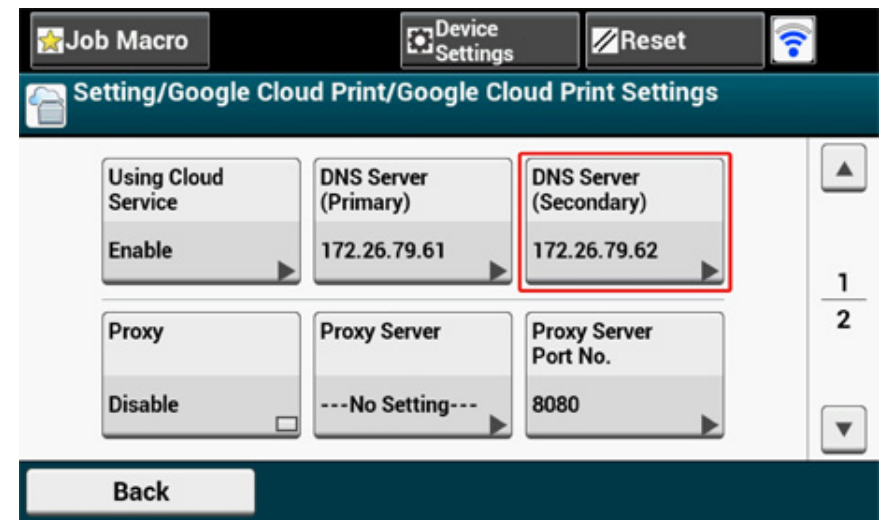 Job Macro
Device
Settings
Reset
Setting/Google Cloud Print/Google Cloud Print Settings
Using Cloud
Service
Enable
DNS Server
(Primary)
172.26.79.61
DNS Server
(Secondary)
172.26.79.62
Proxy
Disable
Proxy Server
---No Setting---
Proxy Server
Port No.
8080
1
2
Back